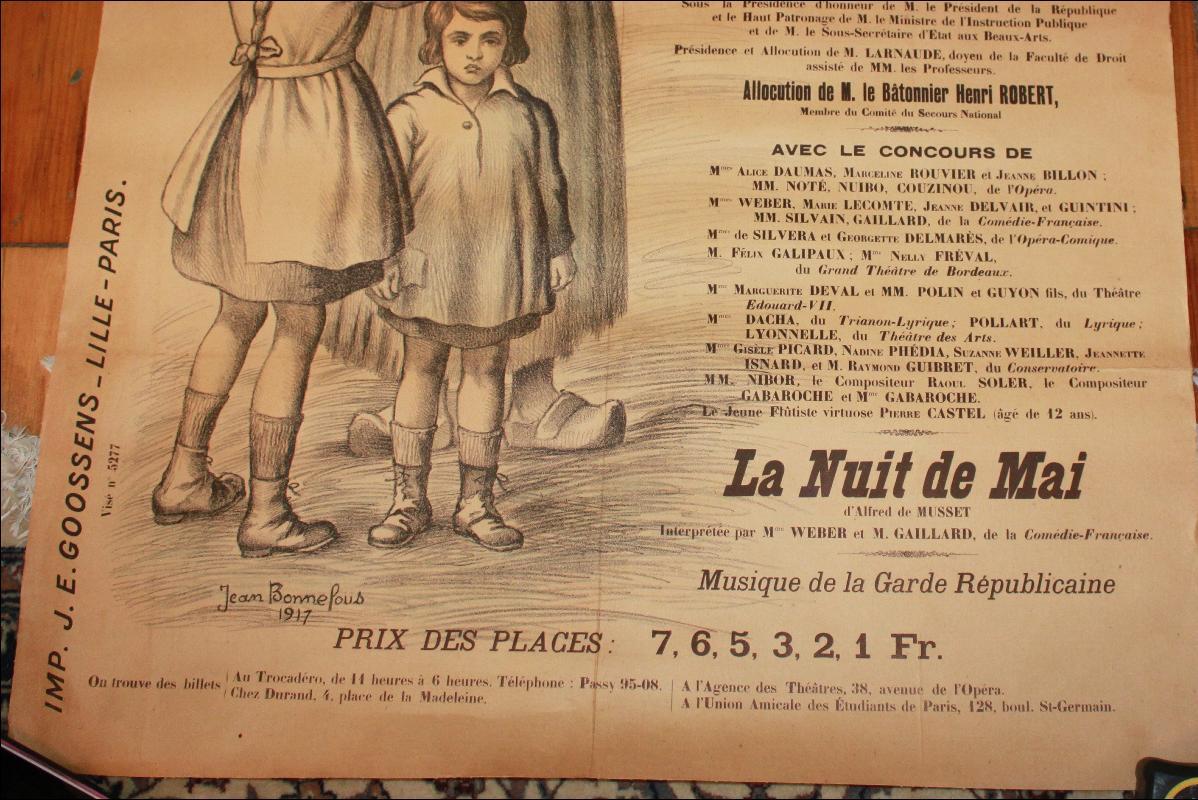 Sous la Présidence d'honneur de M. le Président de la République
et le Haut Patronage de M. le Ministre de l'Instruction Publique
et de M. le Sous-Secrétaire d'Etat aux Beaux-Arts.
Présidence et Allocution de M. LARNAUDE, doyen de la Faculté de Droit
assisté de MM. les Professeurs.
Allocution de M. le Bâtonnier Henri ROBERT,
Membre du Comité du Secours National
AVEC LE CONCOURS DE
Mmes Alice DAUMAS, Marceline ROUVIER et Jeanne BILLON ;
MM. NOTÉ, NUIBO, COUZINOU, de l'Opéra.
Mmes WEBER, Marie LECOMTE, Jeanne DELVAIR, et GUINTINI ;
MM. SILVAIN, GAILLARD, de la Comédie-Française.
Mmes de SILVERA et Georgette DELMARÈS, de l'Opéra-Comique.
M. Félix GALIPAUX ; Mme Nelly FRÉVAL,
du Grand Théâtre de Bordeaux.
Mme Marguerite DEVAL et MM. POLIN et GUYON fils, du Théâtre
Edouard-VII.
Mmes DACHA, du Trianon-Lyrique ; POLLART, du Lyrique ;
LYONNELLE, du Théâtre des Arts.
Mmes Gisèle PICARD, Nadine PHÉDIA, Suzanne WEILLER, Jeannette
ISNARD, et M. Raymond GUIBRET, du Conservatoire.
MM. NIBOR, le Compositeur Raoul SOLER, le Compositeur
GABAROCHE et Mme GABAROCHE.
Le Jeune Flûtiste virtuose Pierre CASTEL (âgé de 12 ans).
La Nuit de Mai
d'Alfred de MUSSET
Interprétée par Mme WEBER et M. GAILLARD, de la Comédie-Française.
Musique de la Garde Républicaine
Jean Bonnefous
1917
PRIX DES PLACES : 7, 6, 5, 3, 2, 1 Fr.
On trouve des billets
Au Trocadéro, de 11 heures à 6 heures. Téléphone : Passy 95-08.
Chez Durand, 4, place de la Madeleine.
A l'Agence des Théâtres, 38, avenue de l'Opéra.
A l'Union Amicale des Étudiants de Paris, 128, boul. St-Germain.
IMP. J. E. GOOSSENS - LILLE - PARIS.
Visé n° 5277